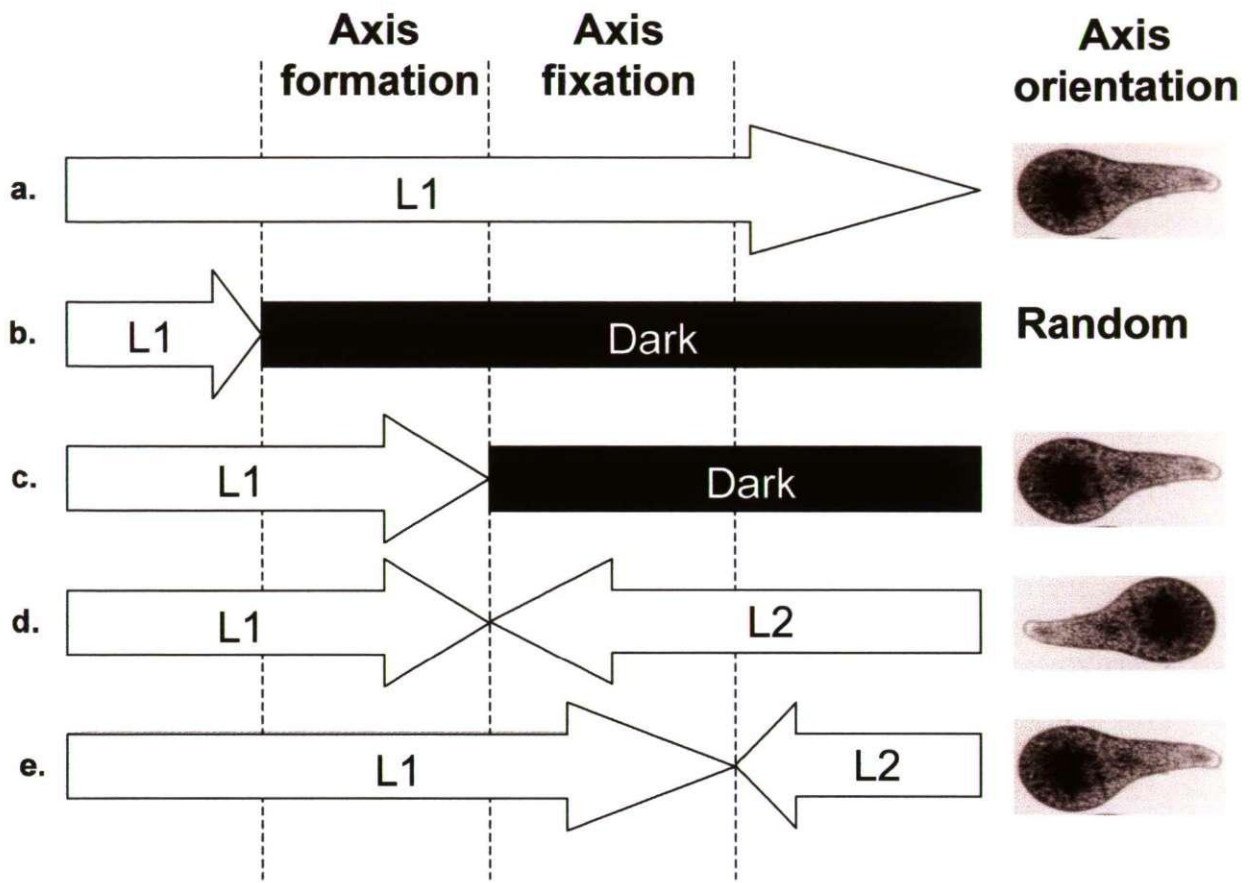 Axis formation
Axis fixation
Axis orientation
a.
L1
b.
L1
Dark
Random
c.
L1
Dark
d.
L1
L2
e.
L1
L2